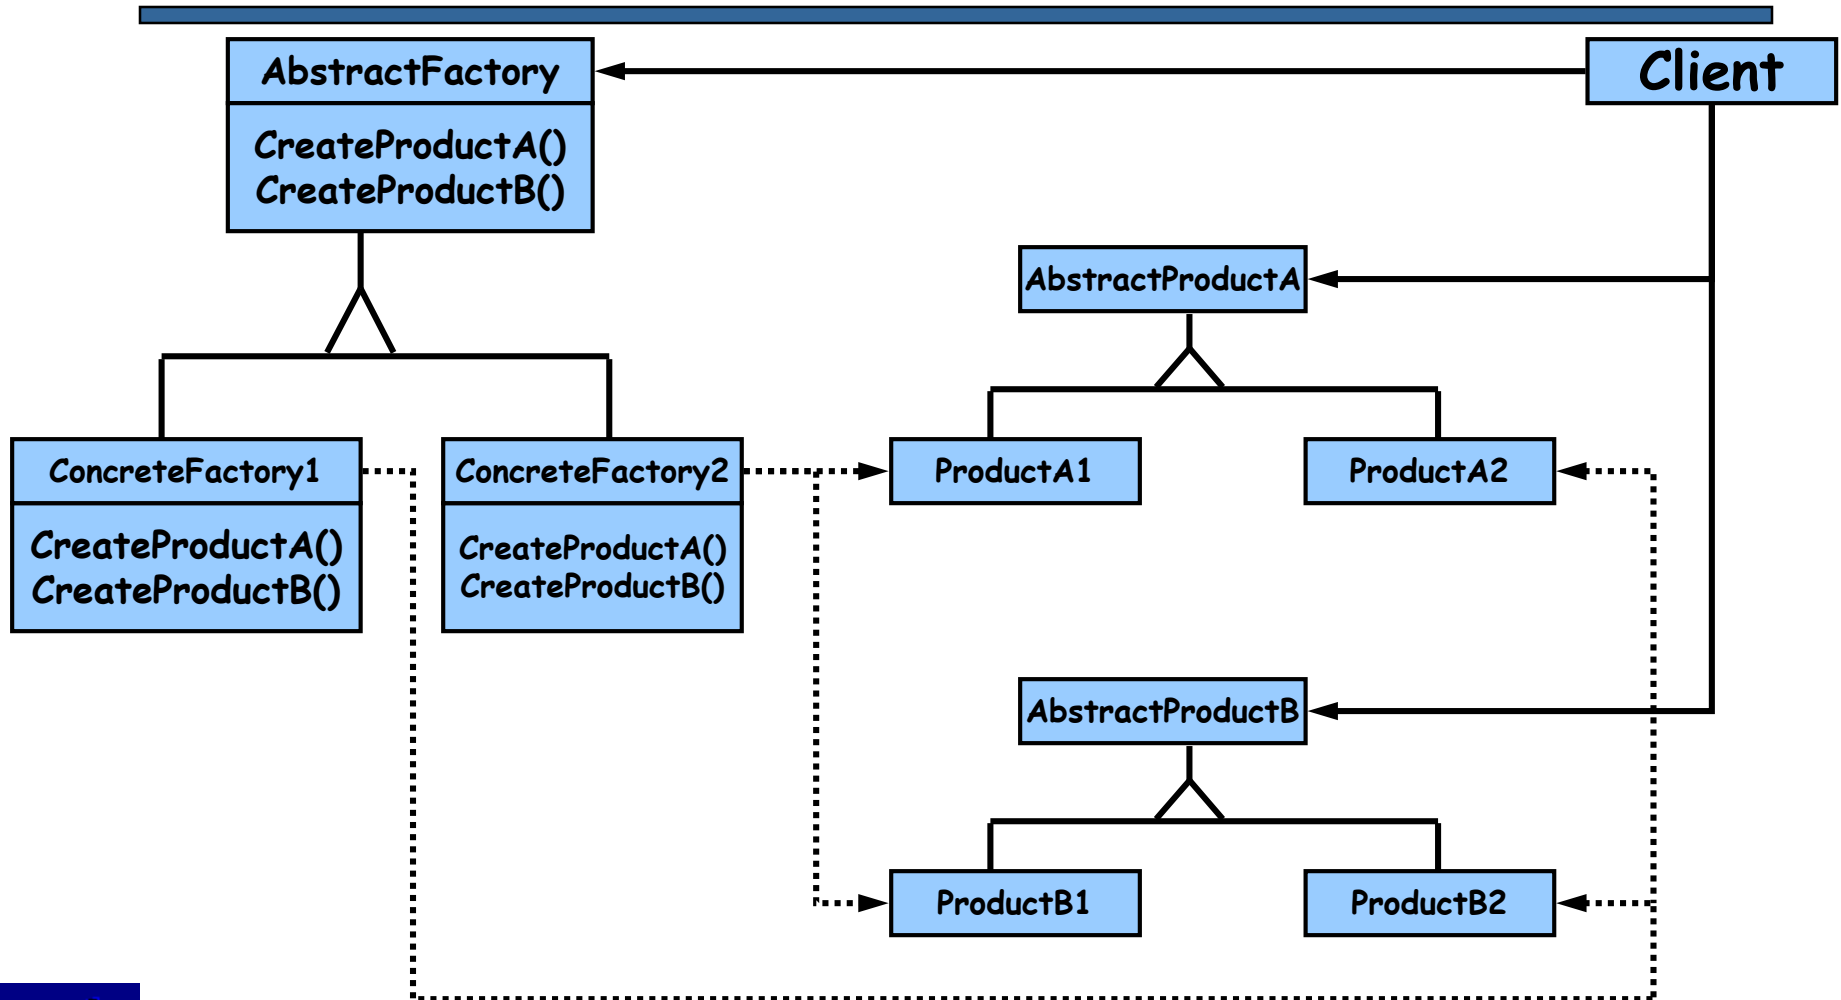 AbstractFactory
CreateProductA()
CreateProductB()
Client
AbstractProductA
ConcreteFactory1
CreateProductA()
CreateProductB()
ConcreteFactory2
CreateProductA()
CreateProductB()
ProductA1
ProductA2
AbstractProductB
ProductB1
ProductB2